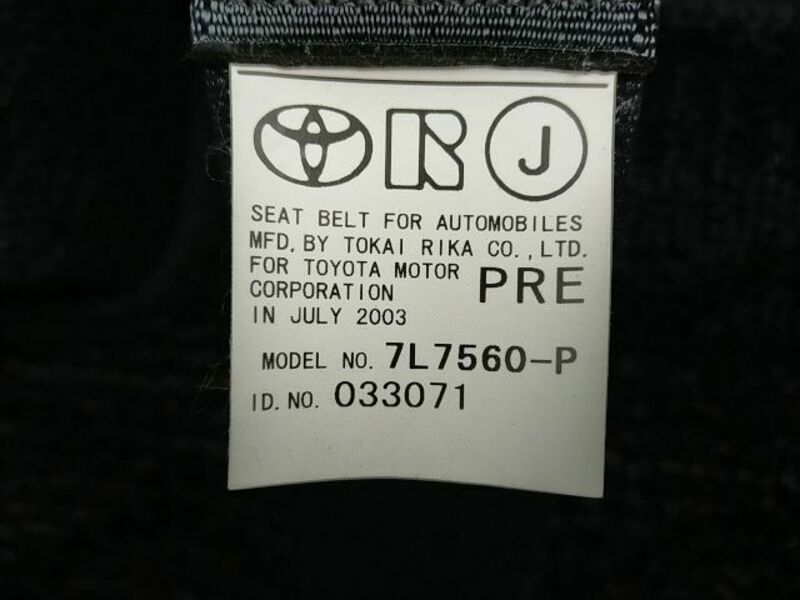 R J
SEAT BELT FOR AUTOMOBILES
MFD. BY TOKAI RIKA CO., LTD.
FOR TOYOTA MOTOR
CORPORATION PRE
IN JULY 2003
MODEL NO. 7L7560-P
ID. NO. 033071